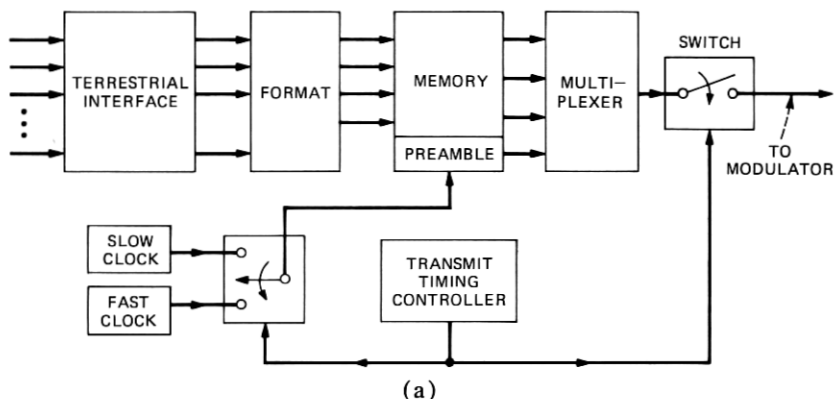 TERRESTRIAL
INTERFACE
FORMAT
MEMORY
PREAMBLE
MULTI–
PLEXER
SWITCH
TO
MODULATOR
SLOW
CLOCK
FAST
CLOCK
TRANSMIT
TIMING
CONTROLLER
(a)